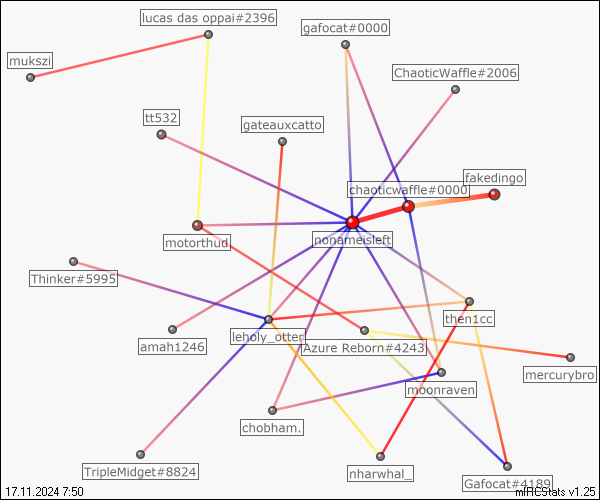 lucas das oppai#2396
gafocat#0000
mukszi
ChaoticWaffle#2006
tt532
gateauxcatto
fakedingo
chaoticwaffle#0000
motorthud
nonameisleft
Thinker#5995
then1cc
leholy_otter
amah1246
Azure Reborn#4243
mercurybro
moonraven
chobham.
TripleMidget#8824
nharwhal_
Gafocat#4189
17.11.2024 7:50
mIRCStats v1.25